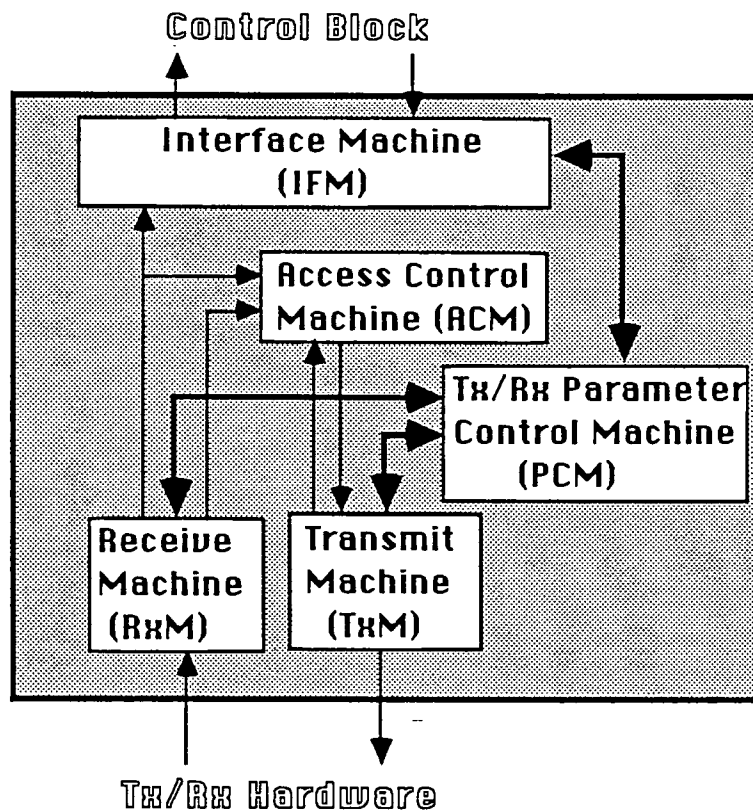 Control Block
Interface Machine
(IFM)
Access Control
Machine (ACM)
Tx/Rx Parameter
Control Machine
(PCM)
Receive
Machine
(RxM)
Transmit
Machine
(TxM)
Tx/Rx Hardware